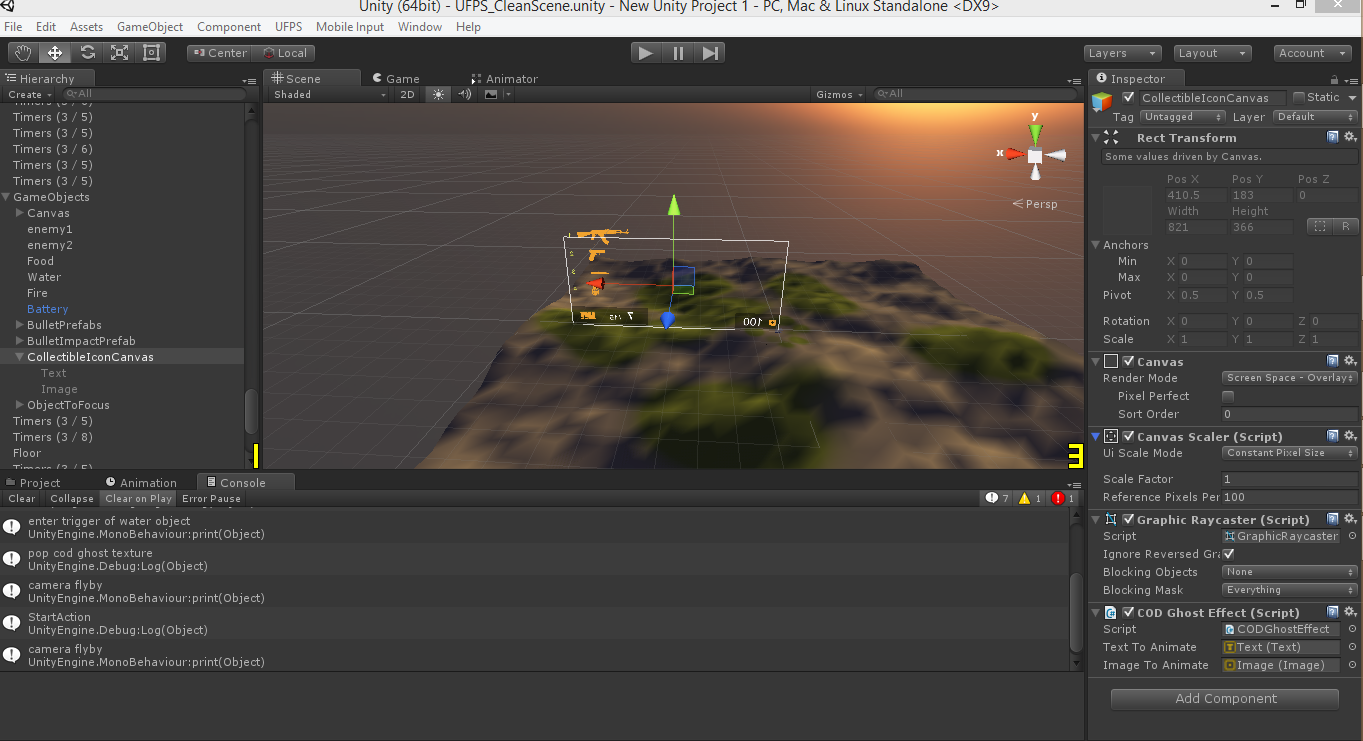 Unity (64bit) - UFPS_CleanScene.unity - New Unity Project 1 - PC, Mac & Linux Standalone <DX9>
File Edit Assets GameObject Component UFPS Mobile Input Window Help
Center Local
Layers Layout Account
Hierarchy
Create All
Timers (3 / 5)
Timers (3 / 5)
Timers (3 / 6)
Timers (3 / 5)
Timers (3 / 5)
GameObjects
Canvas
enemy1
enemy2
Food
Water
Fire
Battery
BulletPrefabs
BulletImpactPrefab
CollectibleIconCanvas
Text
Image
ObjectToFocus
Timers (3 / 5)
Timers (3 / 8)
Floor
Scene Game Animator
Shaded 2D Gizmos All
y
x
Persp
7
100
1
3
Project Animation Console
Clear Collapse Clear on Play Error Pause 7 1 1
enter trigger of water object
UnityEngine.MonoBehaviour:print(Object)
pop cod ghost texture
UnityEngine.Debug:Log(Object)
camera flyby
UnityEngine.MonoBehaviour:print(Object)
StartAction
UnityEngine.Debug:Log(Object)
camera flyby
UnityEngine.MonoBehaviour:print(Object)
Inspector
CollectibleIconCanvas Static
Tag Untagged Layer Default
Rect Transform
Some values driven by Canvas.
Pos X Pos Y Pos Z
410.5 183 0
Width Height
821 366 R
Anchors
Min X 0 Y 0
Max X 0 Y 0
Pivot X 0.5 Y 0.5
Rotation X 0 Y 0 Z 0
Scale X 1 Y 1 Z 1
Canvas
Render Mode Screen Space - Overlay
Pixel Perfect
Sort Order 0
Canvas Scaler (Script)
Ui Scale Mode Constant Pixel Size
Scale Factor 1
Reference Pixels Per 100
Graphic Raycaster (Script)
Script GraphicRaycaster
Ignore Reversed Gra
Blocking Objects None
Blocking Mask Everything
COD Ghost Effect (Script)
Script CODGhostEffect
Text To Animate Text (Text)
Image To Animate Image (Image)
Add Component